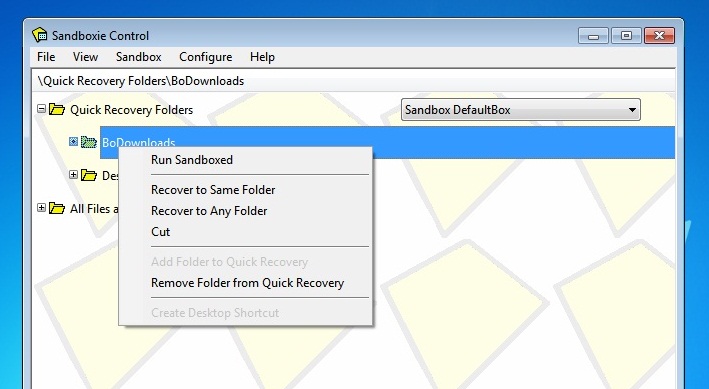 Sandboxie Control
File View Sandbox Configure Help
\Quick Recovery Folders\BoDownloads
Quick Recovery Folders
Sandbox DefaultBox
BoDownloads
Run Sandboxed
Des
Recover to Same Folder
All Files a
Recover to Any Folder
Cut
Add Folder to Quick Recovery
Remove Folder from Quick Recovery
Create Desktop Shortcut